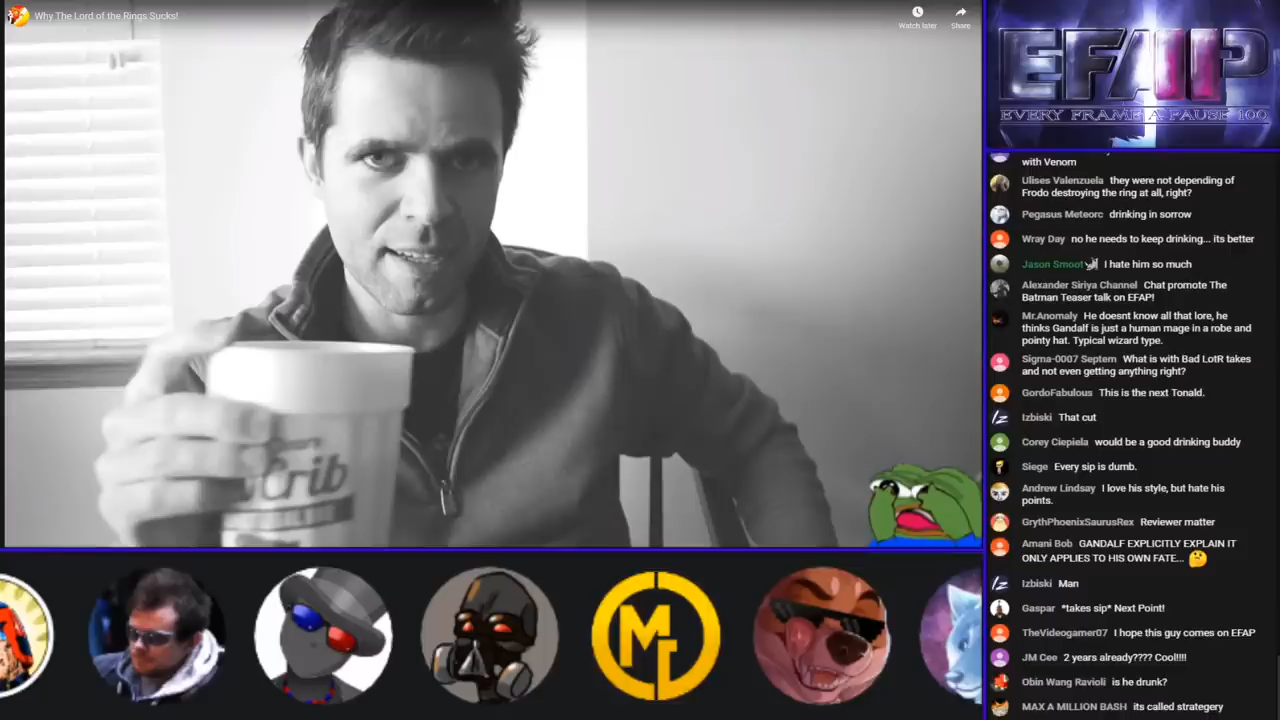 Why The Lord of the Rings Sucks!
Watch later
Share
Crib
EFAP
EVERY FRAME A PAUSE 100
with Venom
Ulises Valenzuela they were not depending of
Frodo destroying the ring at all, right?
Pegasus Meteorc drinking in sorrow
Wray Day no he needs to keep drinking... its better
Jason Smoot I hate him so much
Alexander Siriya Channel Chat promote The
Batman Teaser talk on EFAP!
Mr.Anomaly He doesnt know all that lore, he
thinks Gandalf is just a human mage in a robe and
pointy hat. Typical wizard type.
Sigma-0007 Septem What is with Bad LotR takes
and not even getting anything right?
GordoFabulous This is the next Tonald.
Izbiski That cut
Corey Ciepiela would be a good drinking buddy
Siege Every sip is dumb.
Andrew Lindsay I love his style, but hate his
points.
GrythPhoenixSaurusRex Reviewer matter
Amani Bob GANDALF EXPLICITLY EXPLAIN IT
ONLY APPLIES TO HIS OWN FATE... 🤔
Izbiski Man
Gaspar *takes sip* Next Point!
TheVideogamer07 I hope this guy comes on EFAP
JM Cee 2 years already???? Cool!!!!
Obin Wang Ravioli is he drunk?
MAX A MILLION BASH its called strategery